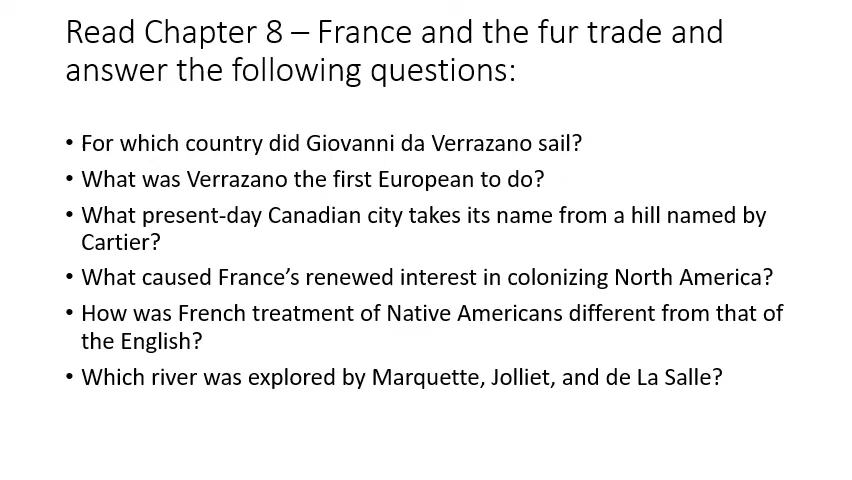 Read Chapter 8 – France and the fur trade and
answer the following questions:
• For which country did Giovanni da Verrazano sail?
• What was Verrazano the first European to do?
• What present-day Canadian city takes its name from a hill named by
Cartier?
• What caused France’s renewed interest in colonizing North America?
• How was French treatment of Native Americans different from that of
the English?
• Which river was explored by Marquette, Jolliet, and de La Salle?